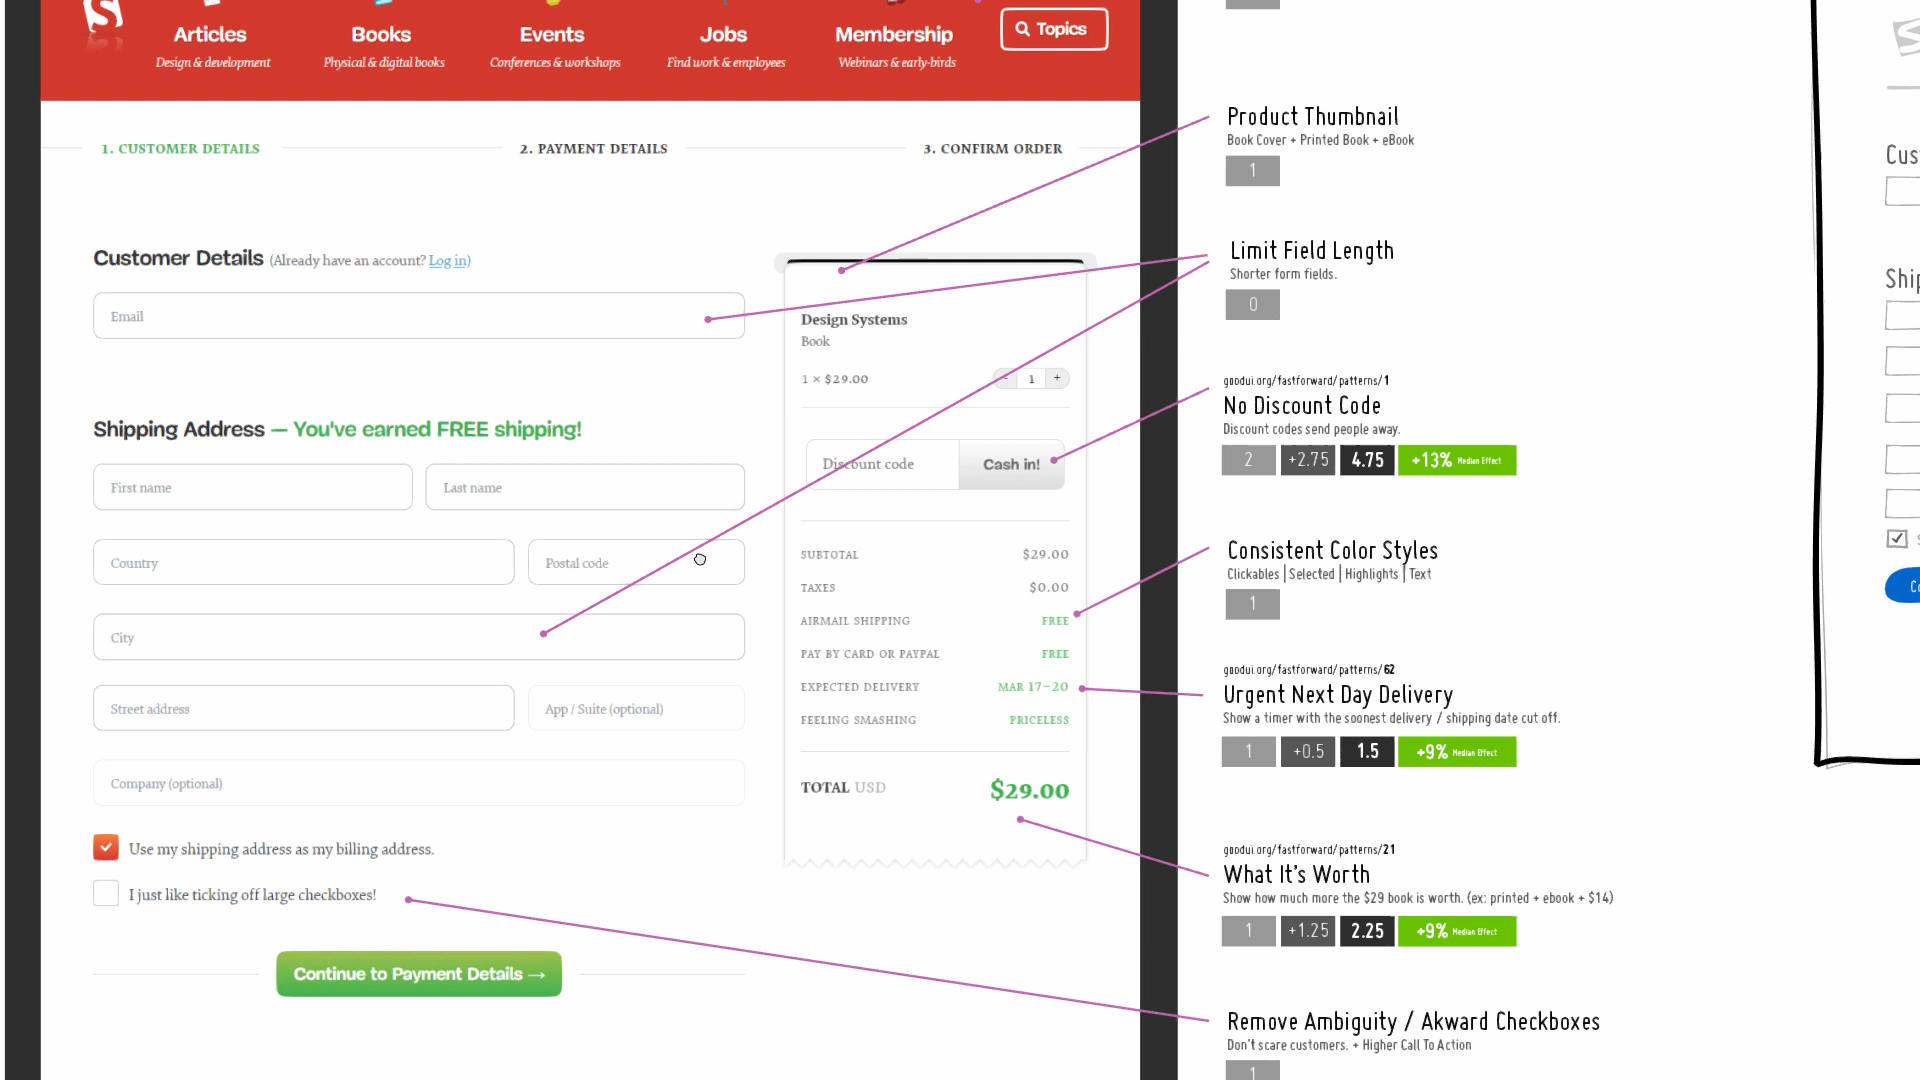 S
Articles
Design & development
Books
Physical & digital books
Events
Conferences & workshops
Jobs
Find work & employees
Membership
Webinars & early-birds
Topics
1. CUSTOMER DETAILS
2. PAYMENT DETAILS
3. CONFIRM ORDER
Customer Details (Already have an account? Log in)
Email
Shipping Address — You've earned FREE shipping!
First name
Last name
Country
Postal code
City
Street address
App / Suite (optional)
Company (optional)
Use my shipping address as my billing address.
I just like ticking off large checkboxes!
Continue to Payment Details →
Design Systems
Book
1 × $29.00
- 1 +
Discount code
Cash in!
SUBTOTAL $29.00
TAXES $0.00
AIRMAIL SHIPPING FREE
PAY BY CARD OR PAYPAL FREE
EXPECTED DELIVERY MAR 17–20
FEELING SMASHING PRICELESS
TOTAL USD $29.00
Product Thumbnail
Book Cover + Printed Book + eBook
1
Limit Field Length
Shorter form fields.
0
goodui.org/fastforward/patterns/1
No Discount Code
Discount codes send people away.
2 +2.75 4.75 +13% Median Effect
Consistent Color Styles
Clickables | Selected | Highlights | Text
1
goodui.org/fastforward/patterns/62
Urgent Next Day Delivery
Show a timer with the soonest delivery / shipping date cut off.
1 +0.5 1.5 +9% Median Effect
goodui.org/fastforward/patterns/21
What It's Worth
Show how much more the $29 book is worth. (ex: printed + ebook + $14)
1 +1.25 2.25 +9% Median Effect
Remove Ambiguity / Akward Checkboxes
Don't scare customers. + Higher Call To Action
1